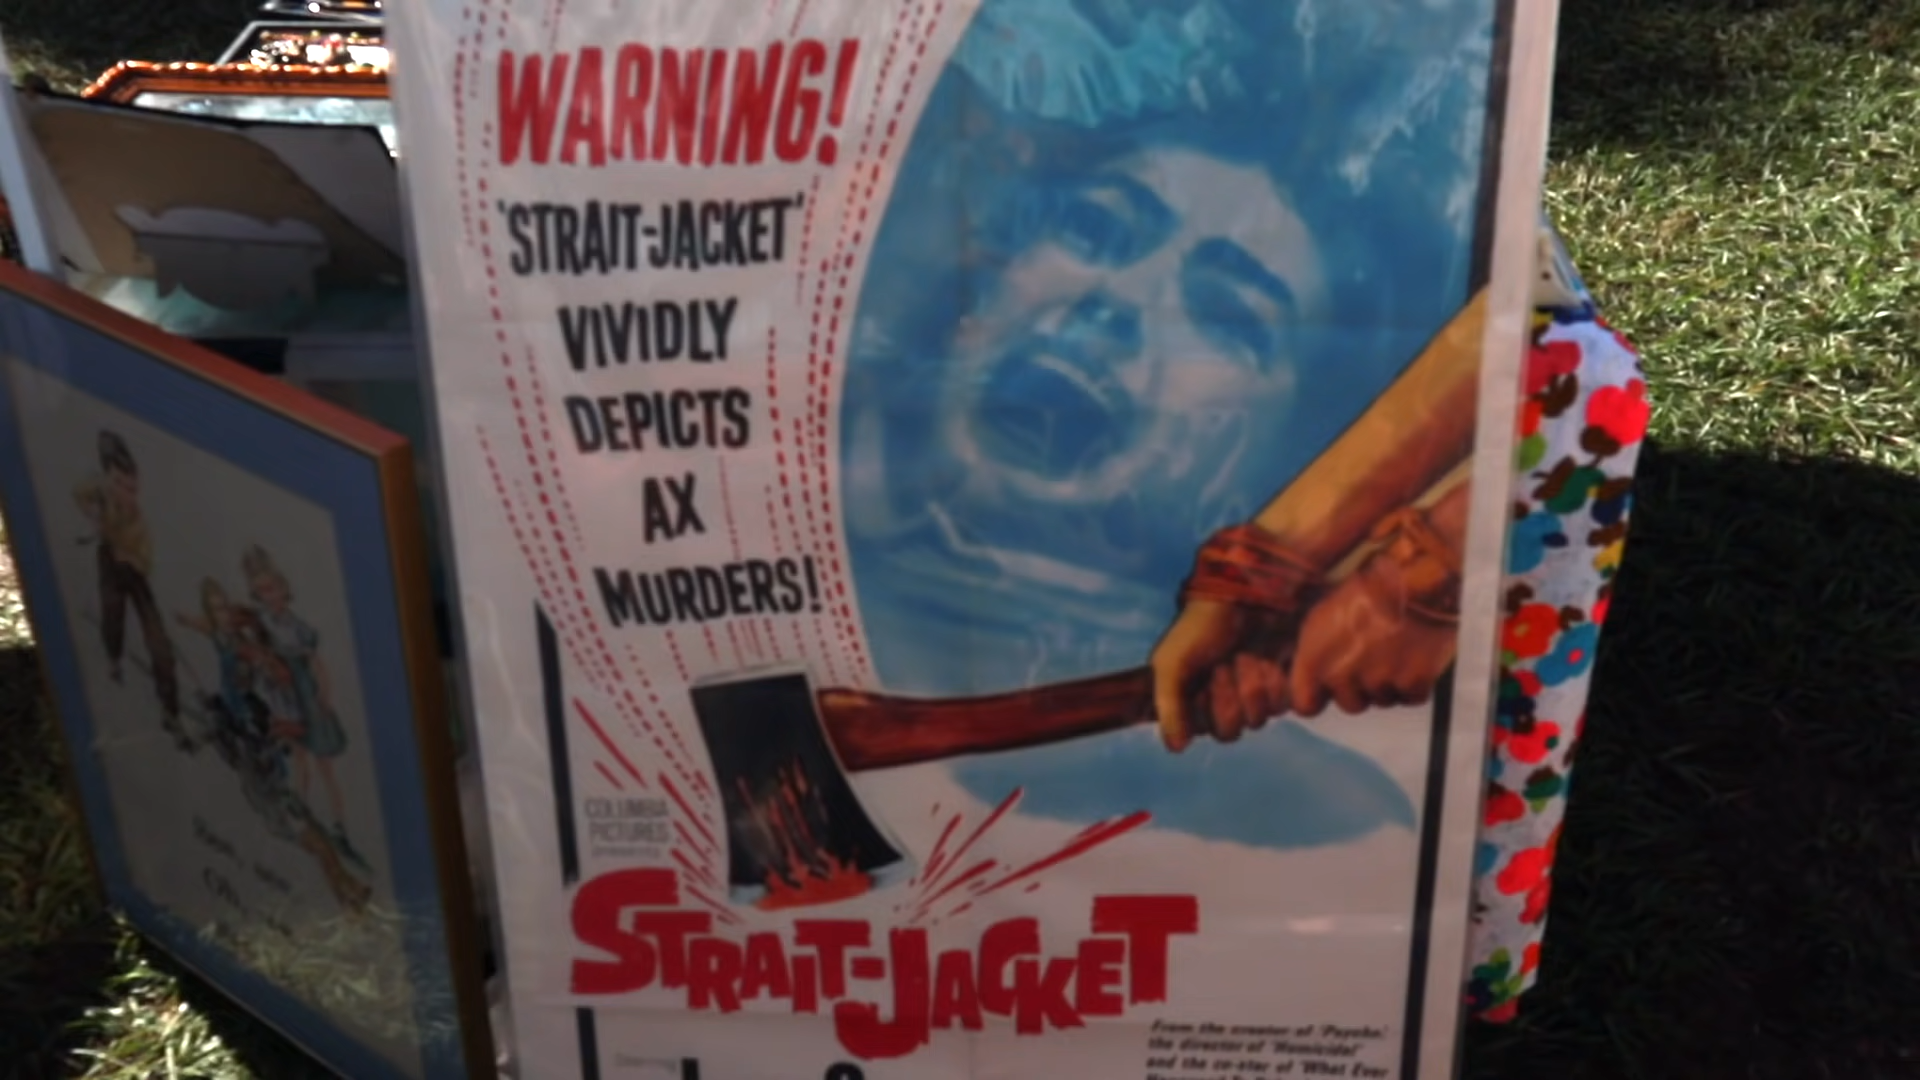 WARNING!
'STRAIT-JACKET'
VIVIDLY
DEPICTS
AX
MURDERS!
COLUMBIA
PICTURES
presents
STRAIT-JACKET
From the creator of 'Psycho,'
the director of 'Homicidal'
and the co-star of 'What Ever